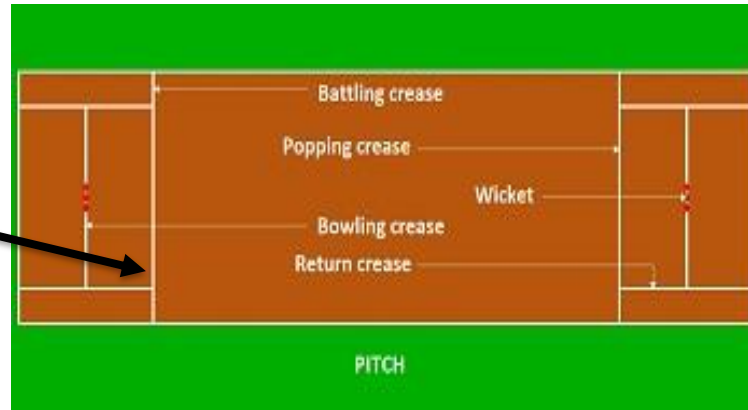 Battling crease
Popping crease
Wicket
Bowling crease
Return crease
PITCH